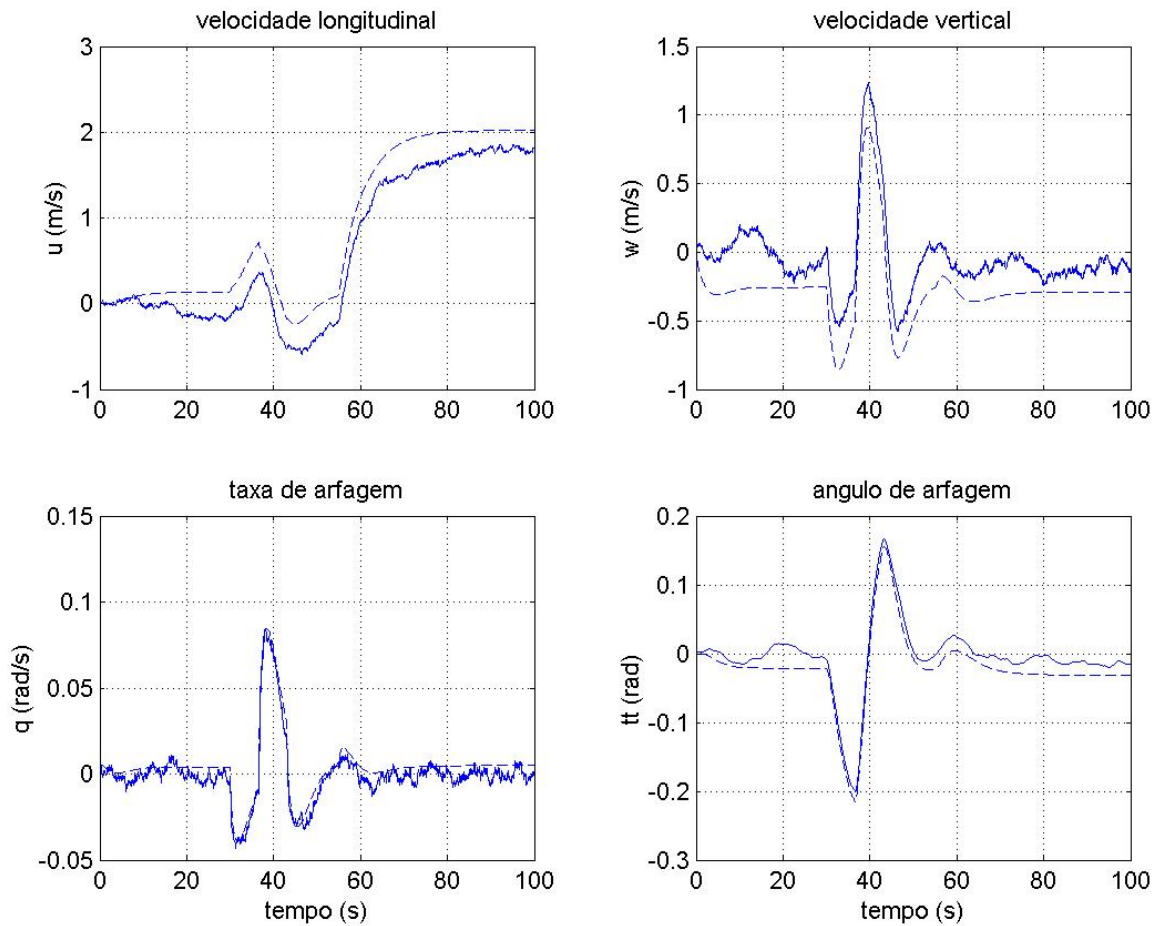 velocidade longitudinal
3
2
1
0
-1
u (m/s)
0 20 40 60 80 100
velocidade vertical
1.5
1
0.5
0
-0.5
-1
w (m/s)
0 20 40 60 80 100
taxa de arfagem
0.15
0.1
0.05
0
-0.05
q (rad/s)
0 20 40 60 80 100
tempo (s)
angulo de arfagem
0.2
0.1
0
-0.1
-0.2
-0.3
tt (rad)
0 20 40 60 80 100
tempo (s)